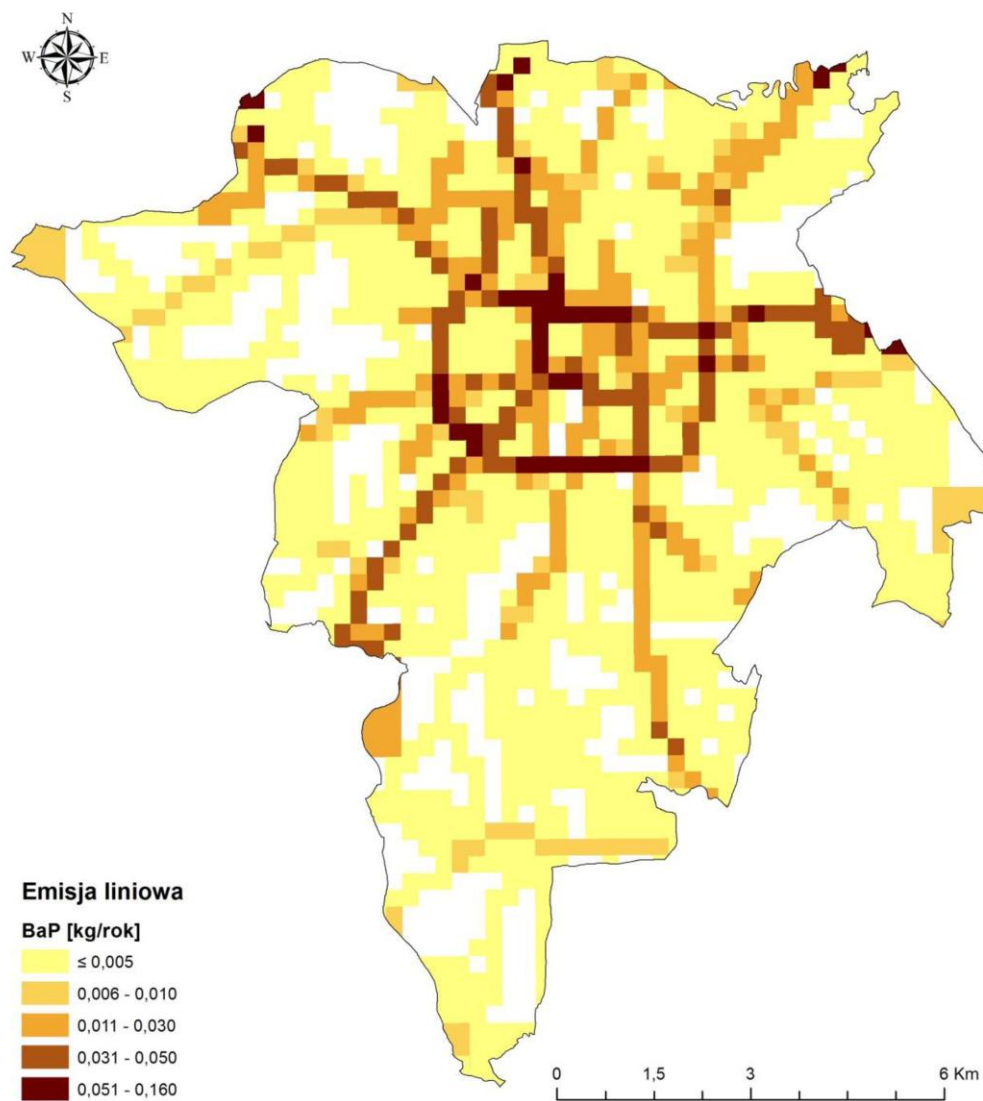 N
W E
S
Emisja liniowa
BaP [kg/rok]
≤ 0,005
0,006 - 0,010
0,011 - 0,030
0,031 - 0,050
0,051 - 0,160
0 1,5 3 6 Km